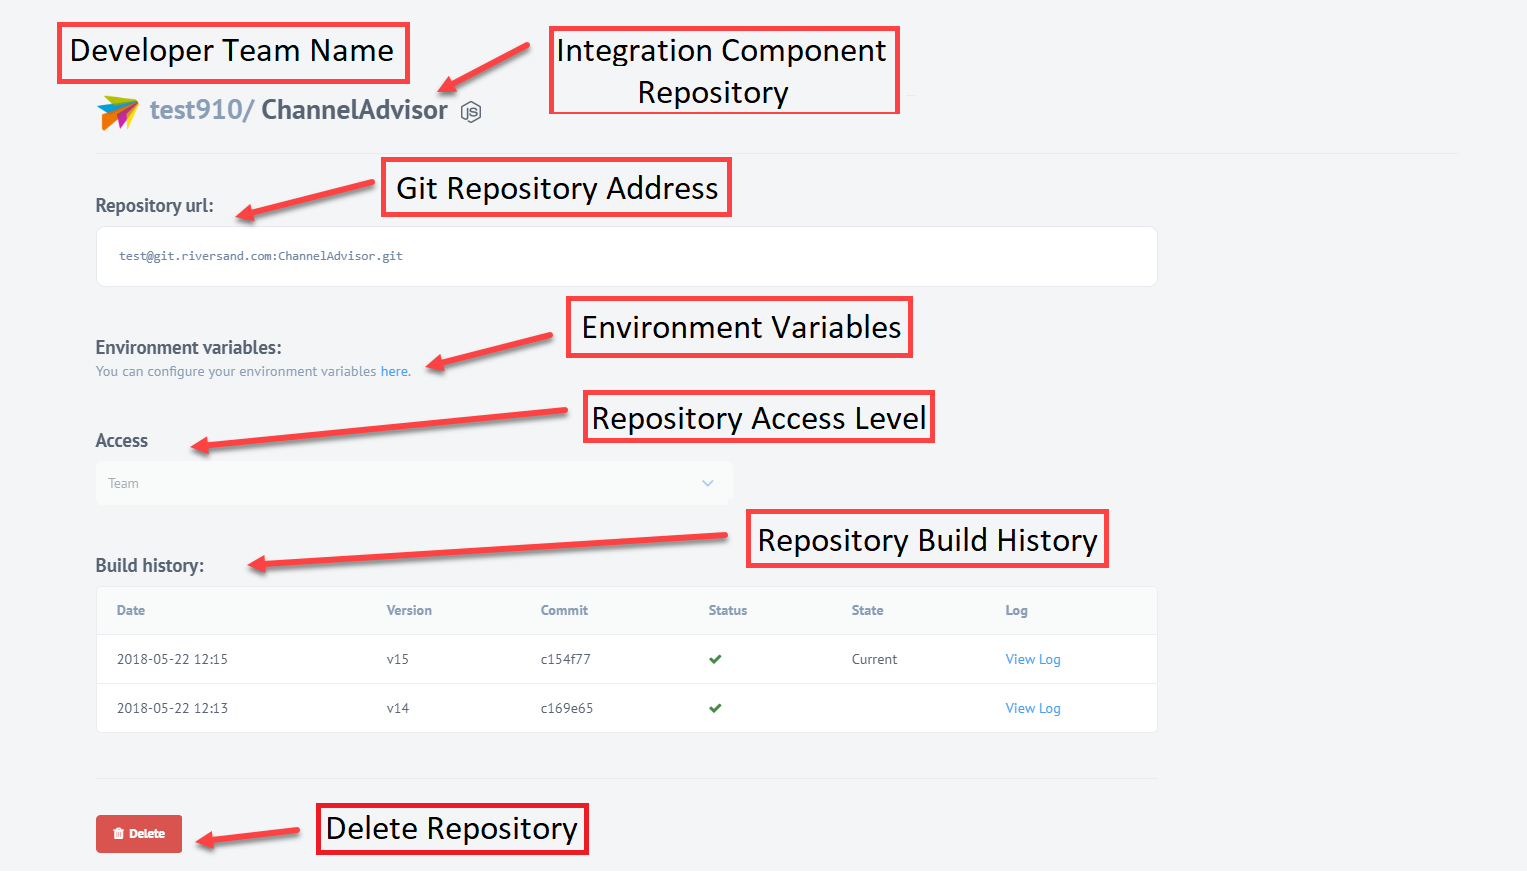 Developer Team Name
Integration Component
Repository
test910/ ChannelAdvisor JS
Git Repository Address
Repository url:
test@git.riversand.com:ChannelAdvisor.git
Environment Variables
Environment variables:
You can configure your environment variables here.
Repository Access Level
Access
Team
Repository Build History
Build history:
Date Version Commit Status State Log
2018-05-22 12:15 v15 c154f77 Current View Log
2018-05-22 12:13 v14 c169e65 View Log
Delete Repository
Delete